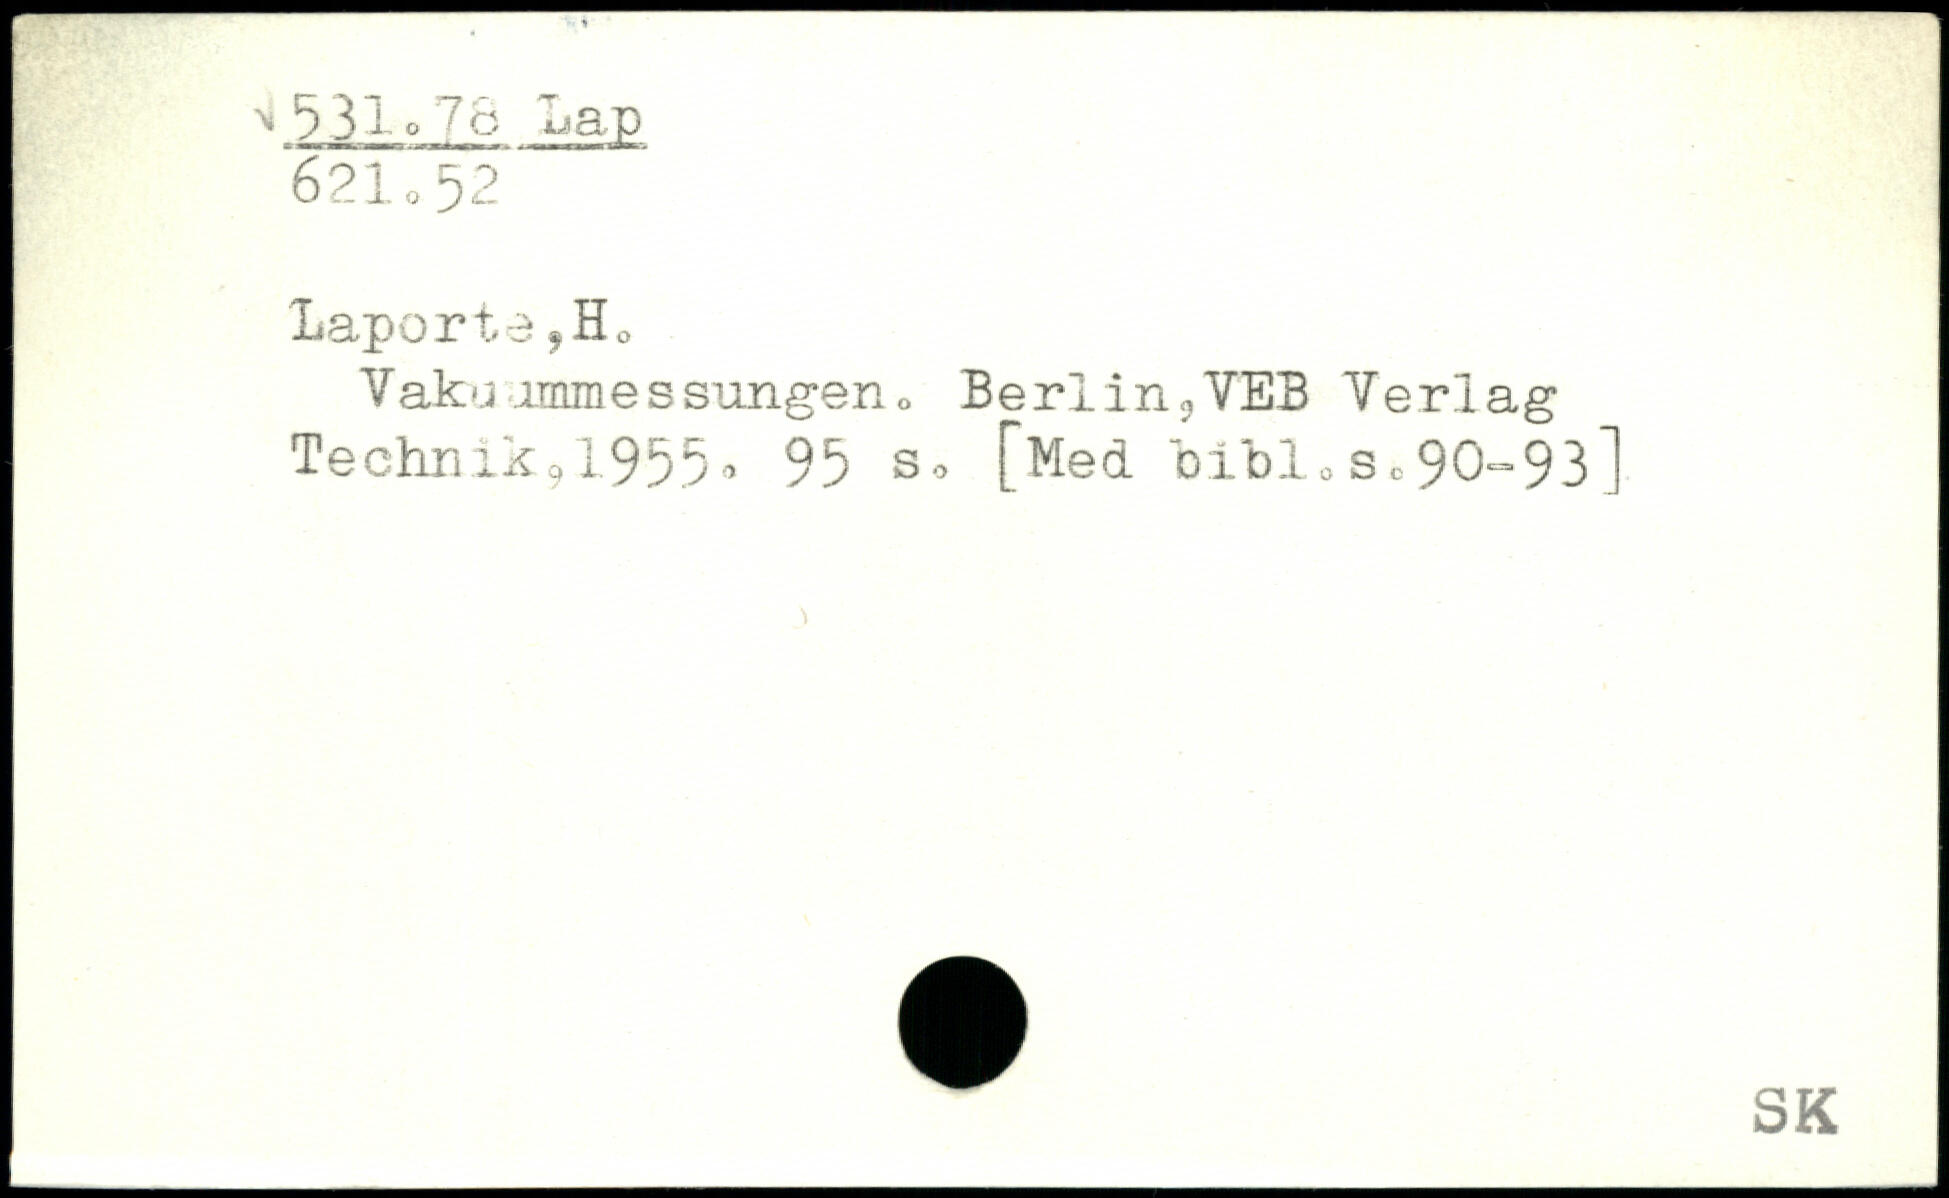 √531.78 Lap
621.52
Laporte,H.
Vakuummessungen. Berlin,VEB Verlag
Technik,1955. 95 s. [Med bibl.s.90-93]
SK